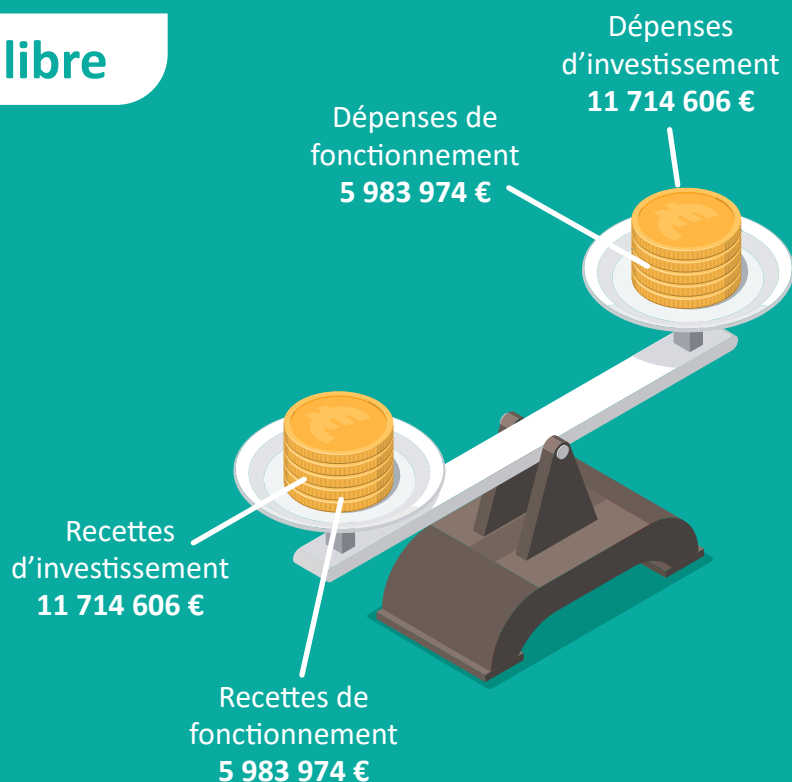 libre
Dépenses
d’investissement
11 714 606 €
Dépenses de
fonctionnement
5 983 974 €
Recettes
d’investissement
11 714 606 €
Recettes de
fonctionnement
5 983 974 €